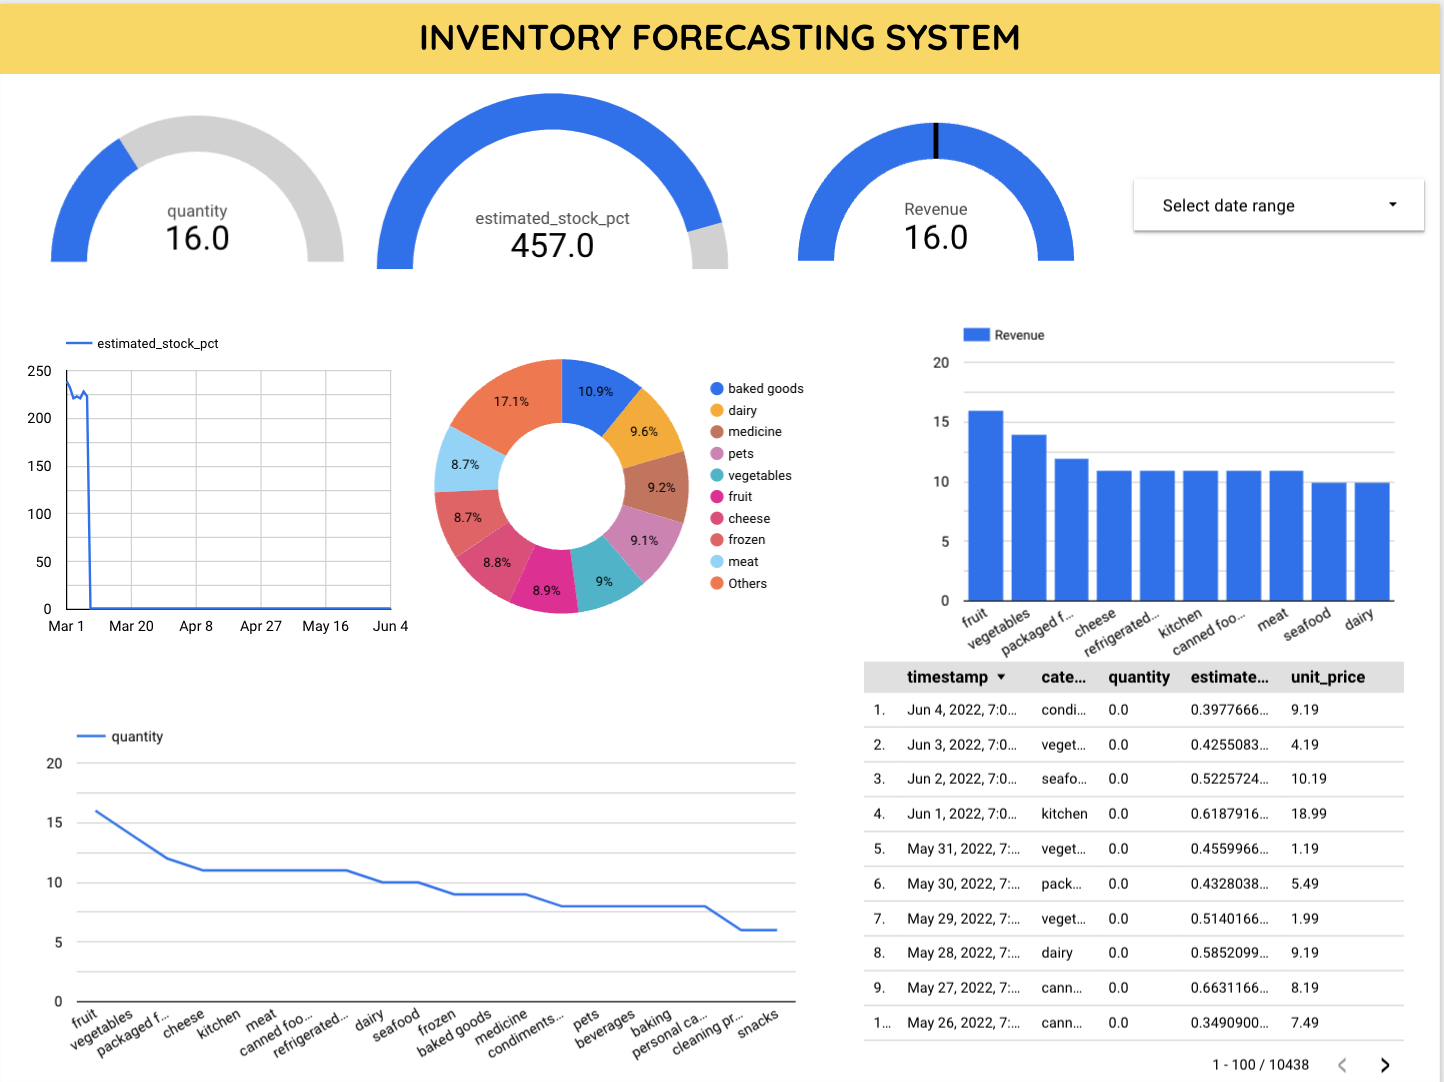 INVENTORY FORECASTING SYSTEM
quantity
16.0
estimated_stock_pct
457.0
Revenue
16.0
Select date range
estimated_stock_pct
250
200
150
100
50
0
Mar 1 Mar 20 Apr 8 Apr 27 May 16 Jun 4
10.9%
9.6%
9.2%
9.1%
9%
8.9%
8.8%
8.7%
8.7%
17.1%
baked goods
dairy
medicine
pets
vegetables
fruit
cheese
frozen
meat
Others
Revenue
20
15
10
5
0
fruit vegetables packaged f... cheese refrigerated... kitchen canned foo... meat seafood dairy
quantity
20
15
10
5
0
fruit vegetables packaged f... cheese kitchen meat canned foo... refrigerated... dairy seafood frozen baked goods medicine condiments... pets beverages baking personal ca... cleaning pr... snacks
timestamp cate... quantity estimate... unit_price
1. Jun 4, 2022, 7:0... condi... 0.0 0.3977666... 9.19
2. Jun 3, 2022, 7:0... veget... 0.0 0.4255083... 4.19
3. Jun 2, 2022, 7:0... seafo... 0.0 0.5225724... 10.19
4. Jun 1, 2022, 7:0... kitchen 0.0 0.6187916... 18.99
5. May 31, 2022, 7:... veget... 0.0 0.4559966... 1.19
6. May 30, 2022, 7:... pack... 0.0 0.4328038... 5.49
7. May 29, 2022, 7:... veget... 0.0 0.5140166... 1.99
8. May 28, 2022, 7:... dairy 0.0 0.5852099... 9.19
9. May 27, 2022, 7:... cann... 0.0 0.6631166... 8.19
1... May 26, 2022, 7:... cann... 0.0 0.3490900... 7.49
1 - 100 / 10438